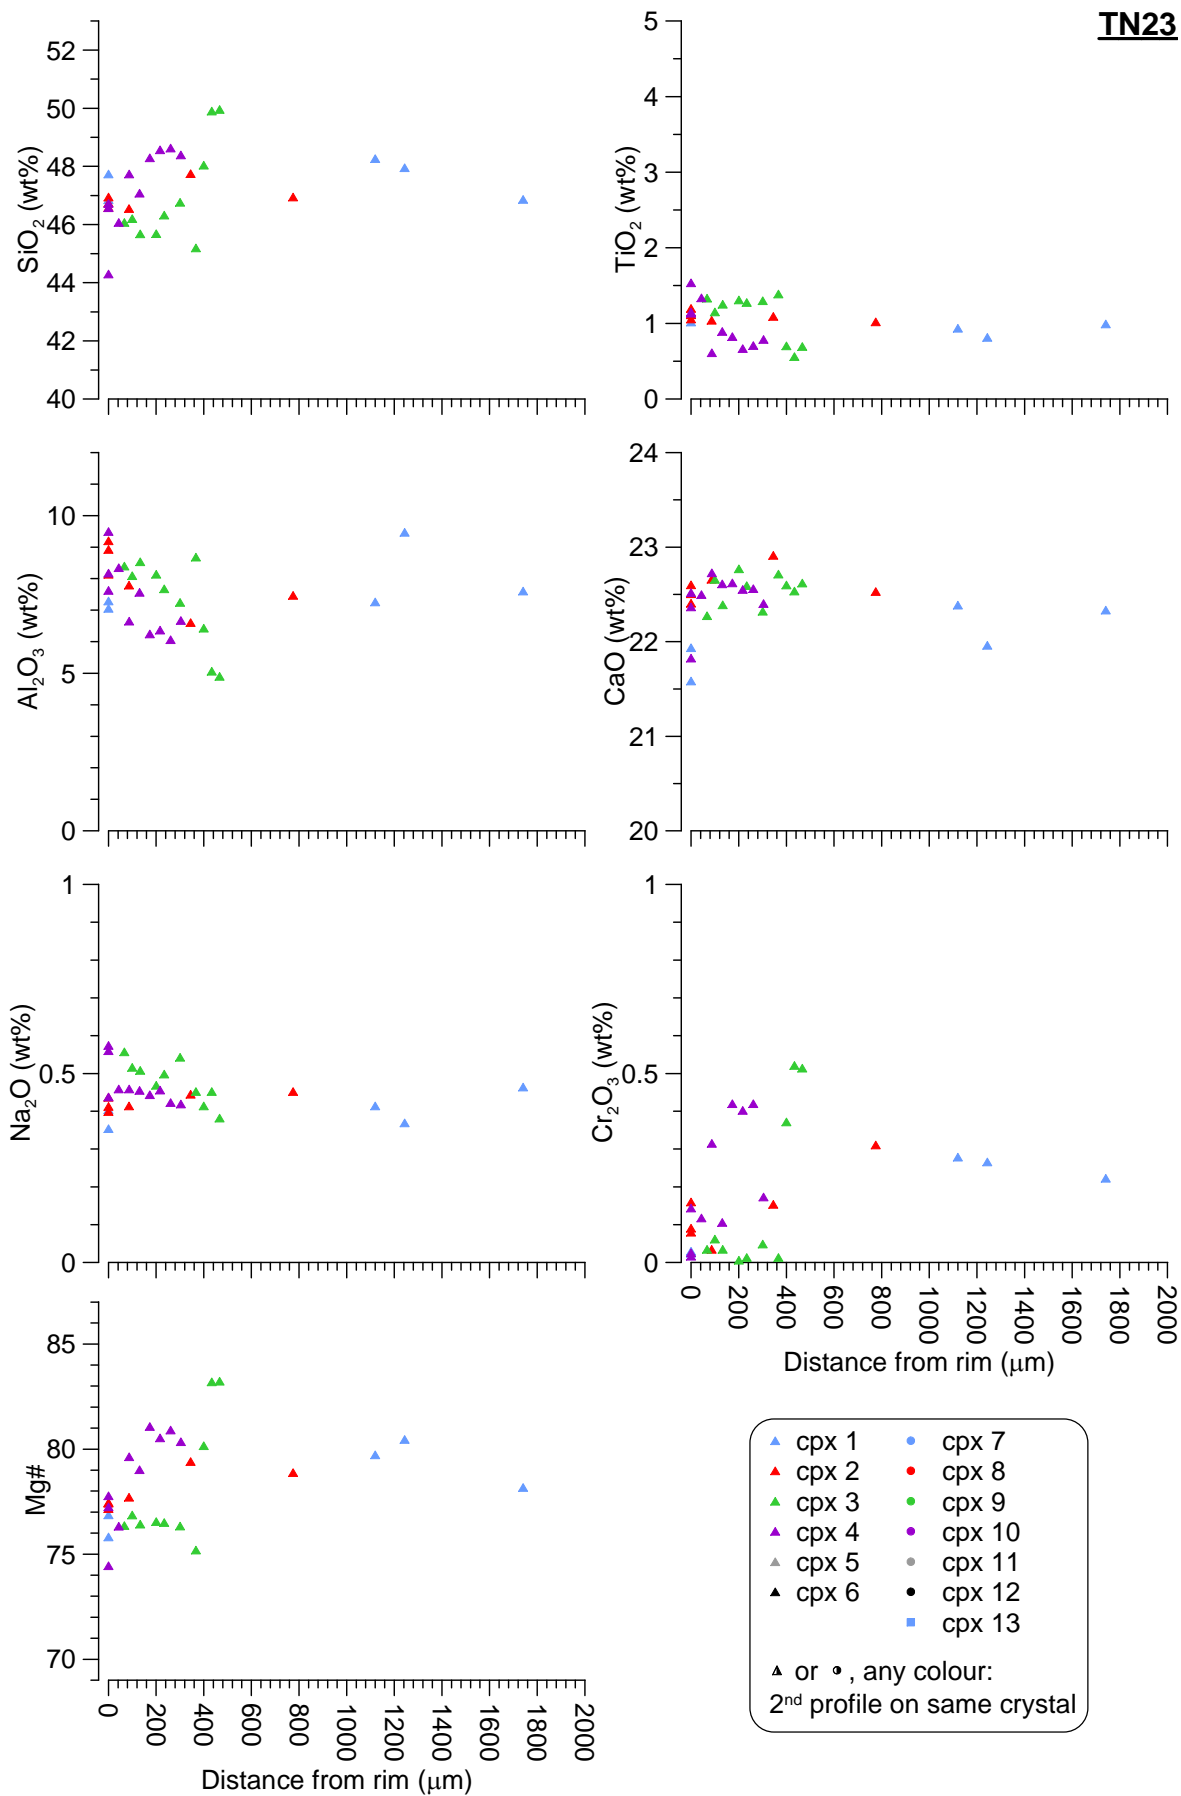 TN23
52
50
48
46
44
42
40
SiO₂ (wt%)
5
4
3
2
1
0
TiO₂ (wt%)
10
5
0
Al₂O₃ (wt%)
24
23
22
21
20
CaO (wt%)
1
0.5
0
Na₂O (wt%)
1
0.5
0
Cr₂O₃ (wt%)
0 200 400 600 800 1000 1200 1400 1600 1800 2000
Distance from rim (μm)
85
80
75
70
Mg#
0 200 400 600 800 1000 1200 1400 1600 1800 2000
Distance from rim (μm)
cpx 1
cpx 2
cpx 3
cpx 4
cpx 5
cpx 6
cpx 7
cpx 8
cpx 9
cpx 10
cpx 11
cpx 12
cpx 13
or , any colour:
2nd profile on same crystal